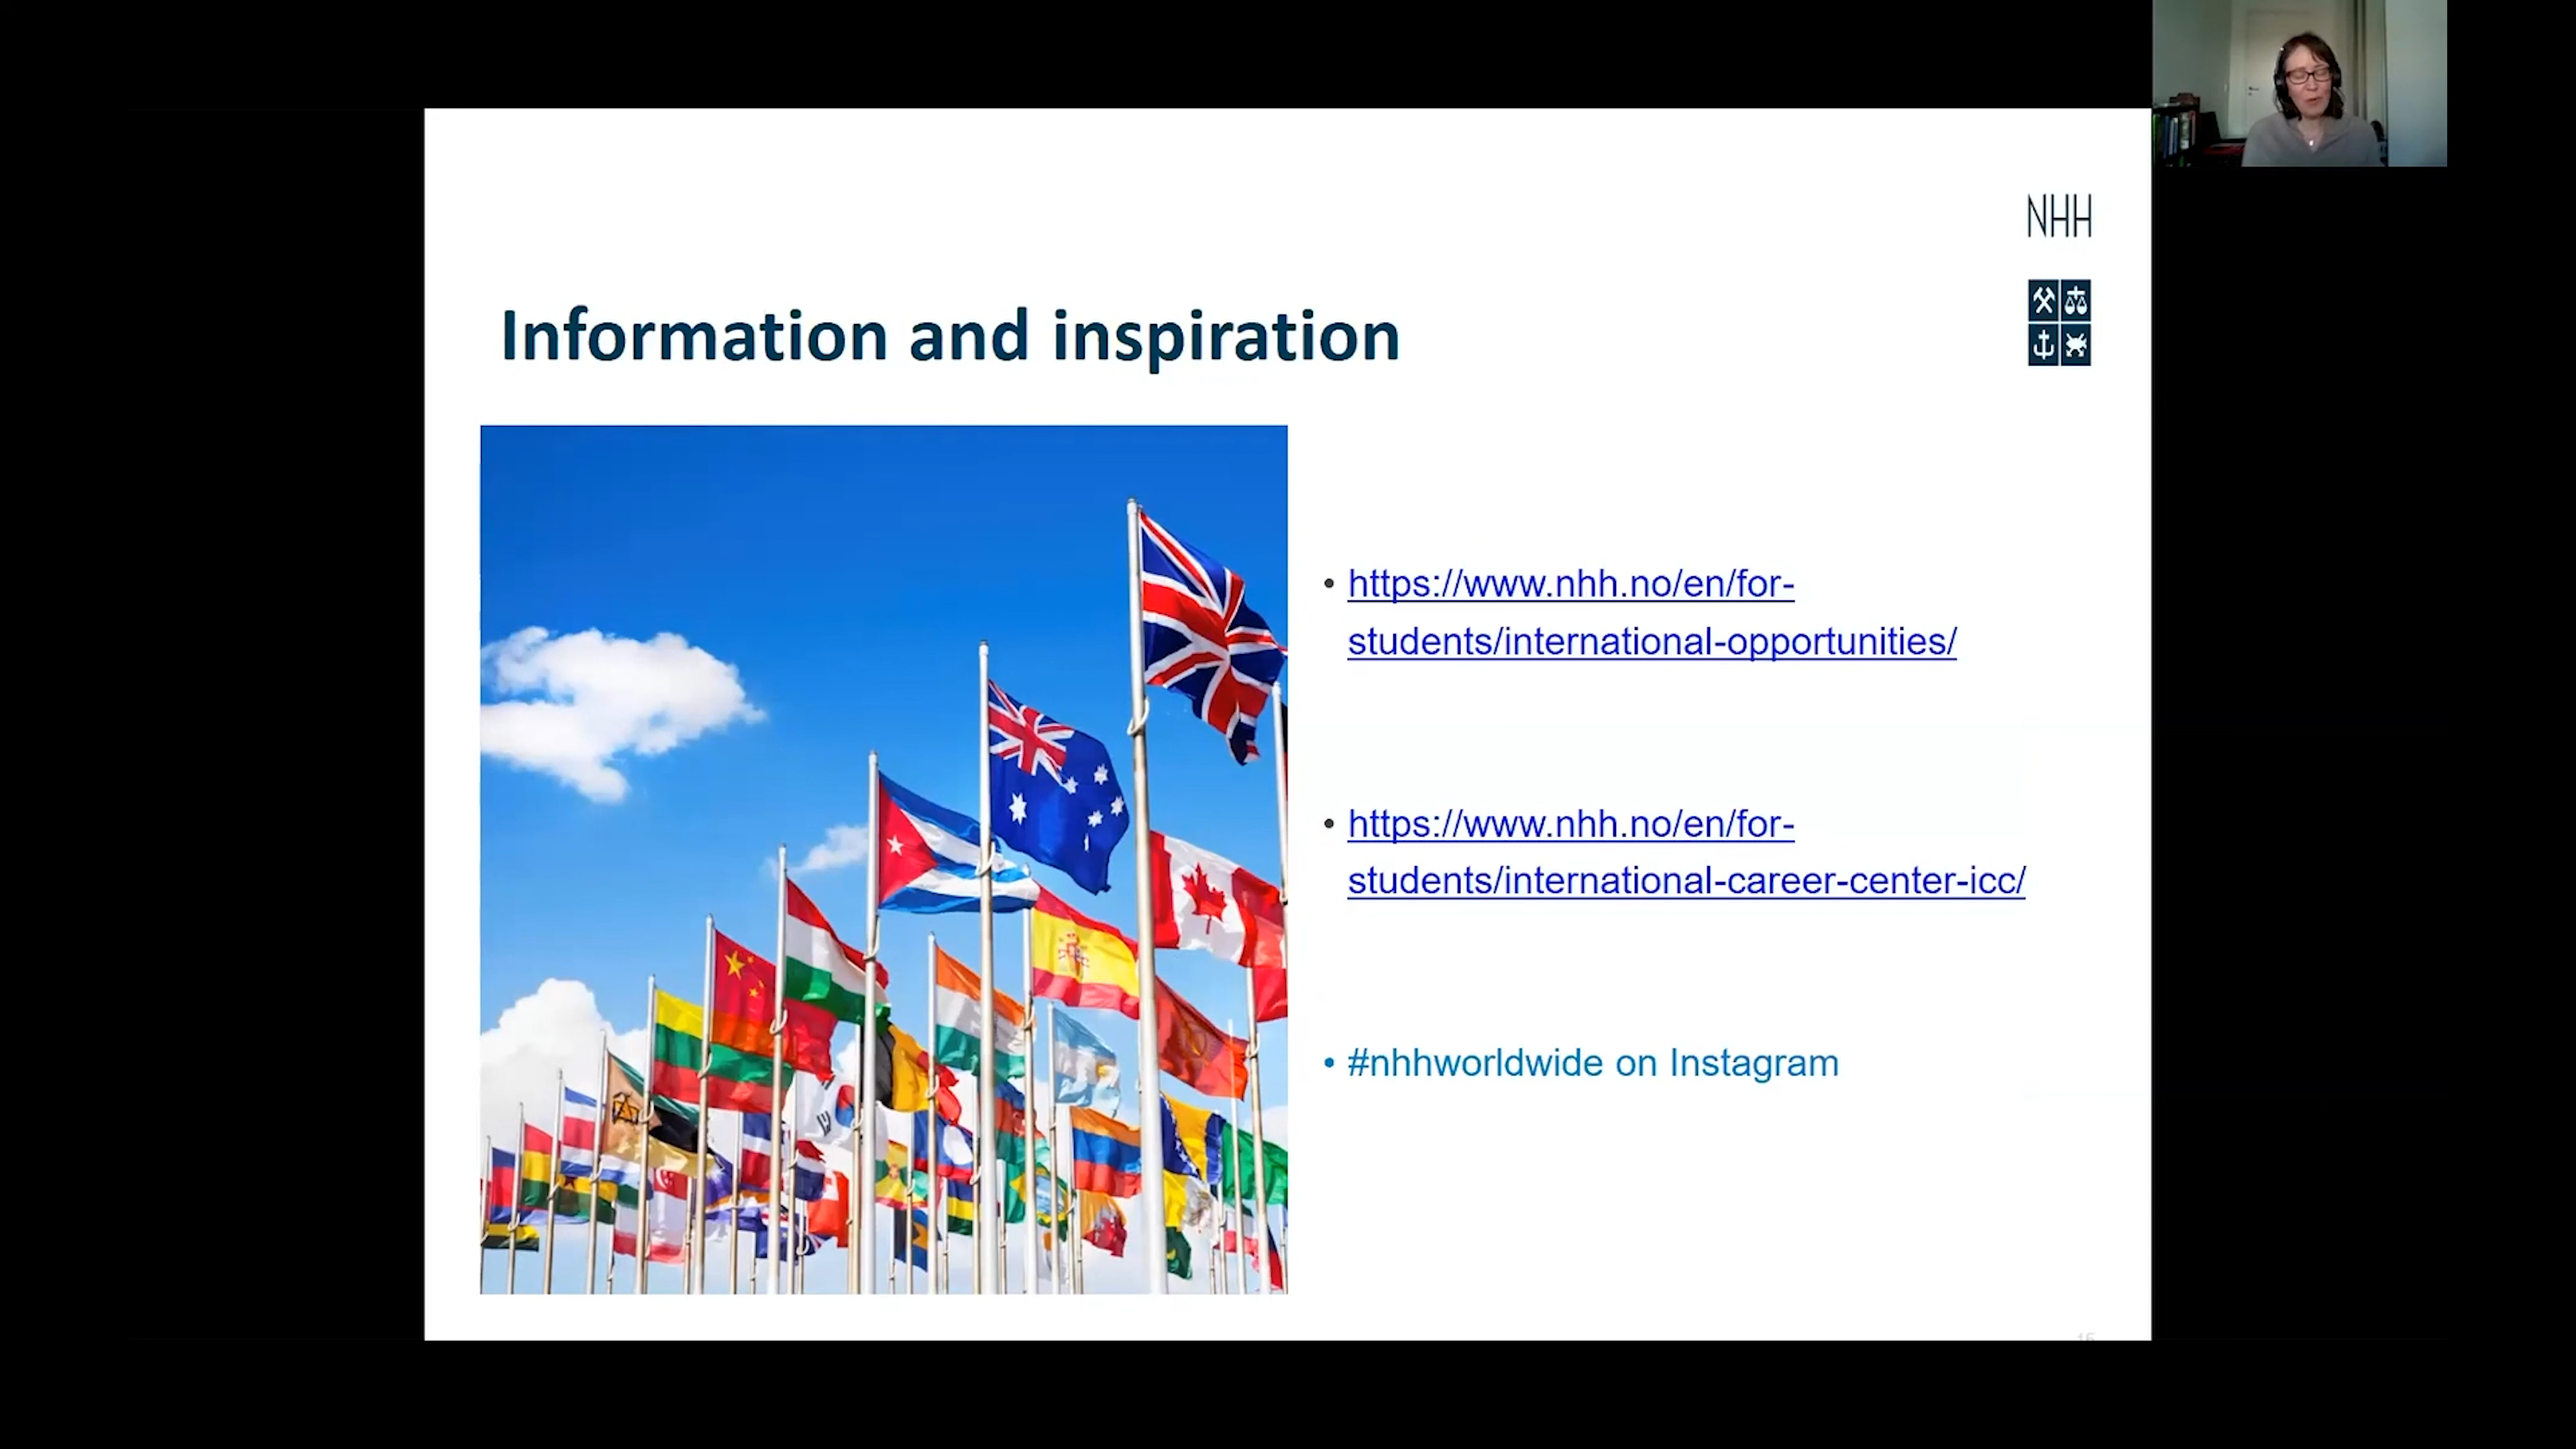 NHH
Information and inspiration
• https://www.nhh.no/en/for-
students/international-opportunities/
• https://www.nhh.no/en/for-
students/international-career-center-icc/
• #nhhworldwide on Instagram